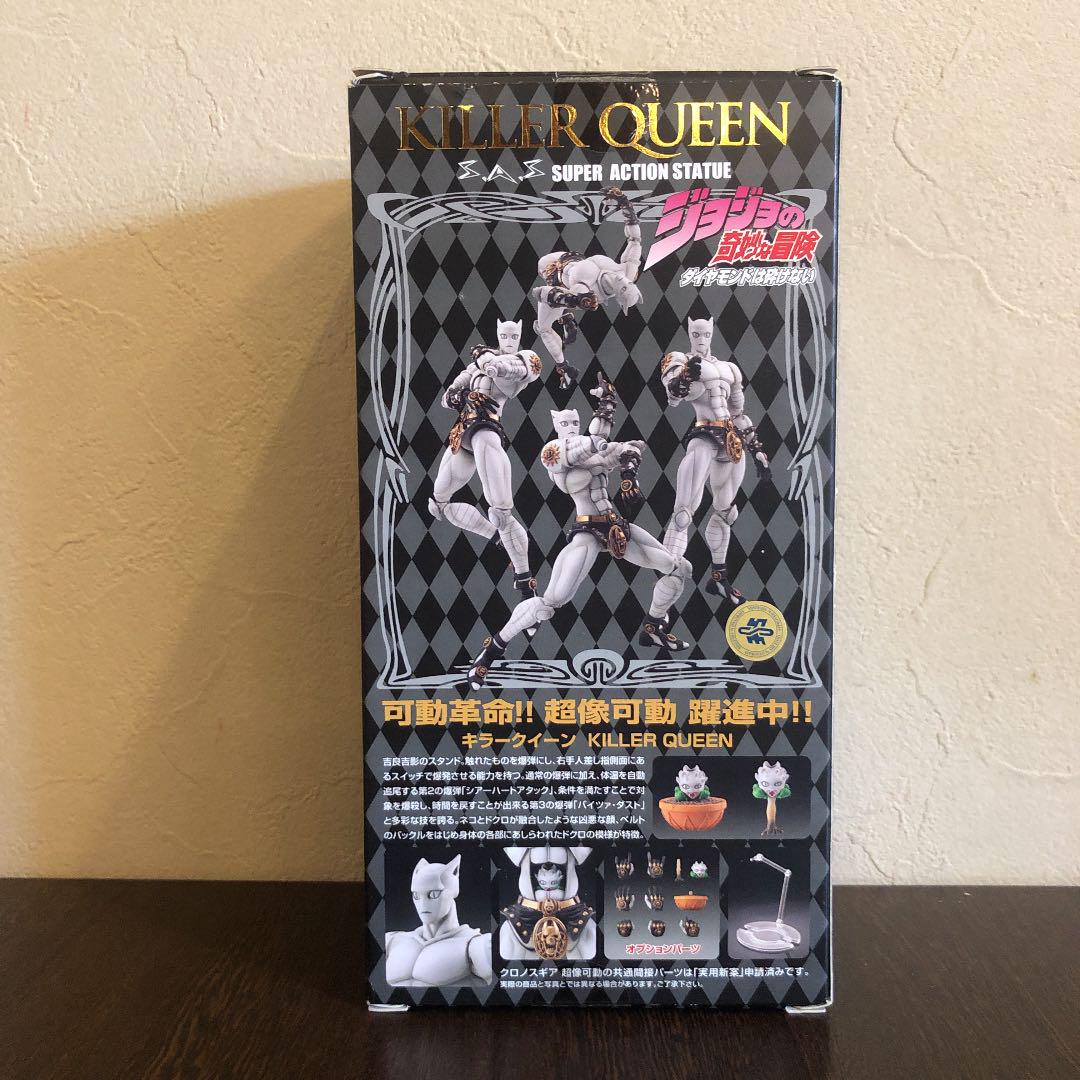 KILLER QUEEN
S.A.S SUPER ACTION STATUE
ジョジョの
奇妙な冒険
ダイヤモンドは砕けない
可動革命!! 超像可動 躍進中!!
キラークイーン KILLER QUEEN
吉良吉影のスタンド。触れたものを爆弾にし、右手人差し指側面にあ
るスイッチで爆発させる能力を持つ。通常の爆弾に加え、体温を自動
追尾する第2の爆弾「シアーハートアタック」、条件を満たすことで対
象を爆殺し、時間を戻すことが出来る第3の爆弾「バイツァ・ダスト」
と多彩な技を誇る。ネコとドクロが融合したような凶悪な顔、ベルト
のバックルをはじめ身体の各部にあしらわれたドクロの模様が特徴。
オプションパーツ
クロノスギア 超像可動の共通間接パーツは「実用新案」申請済みです。
実際の商品と写真とでは異なる場合があります。ご了承下さい。